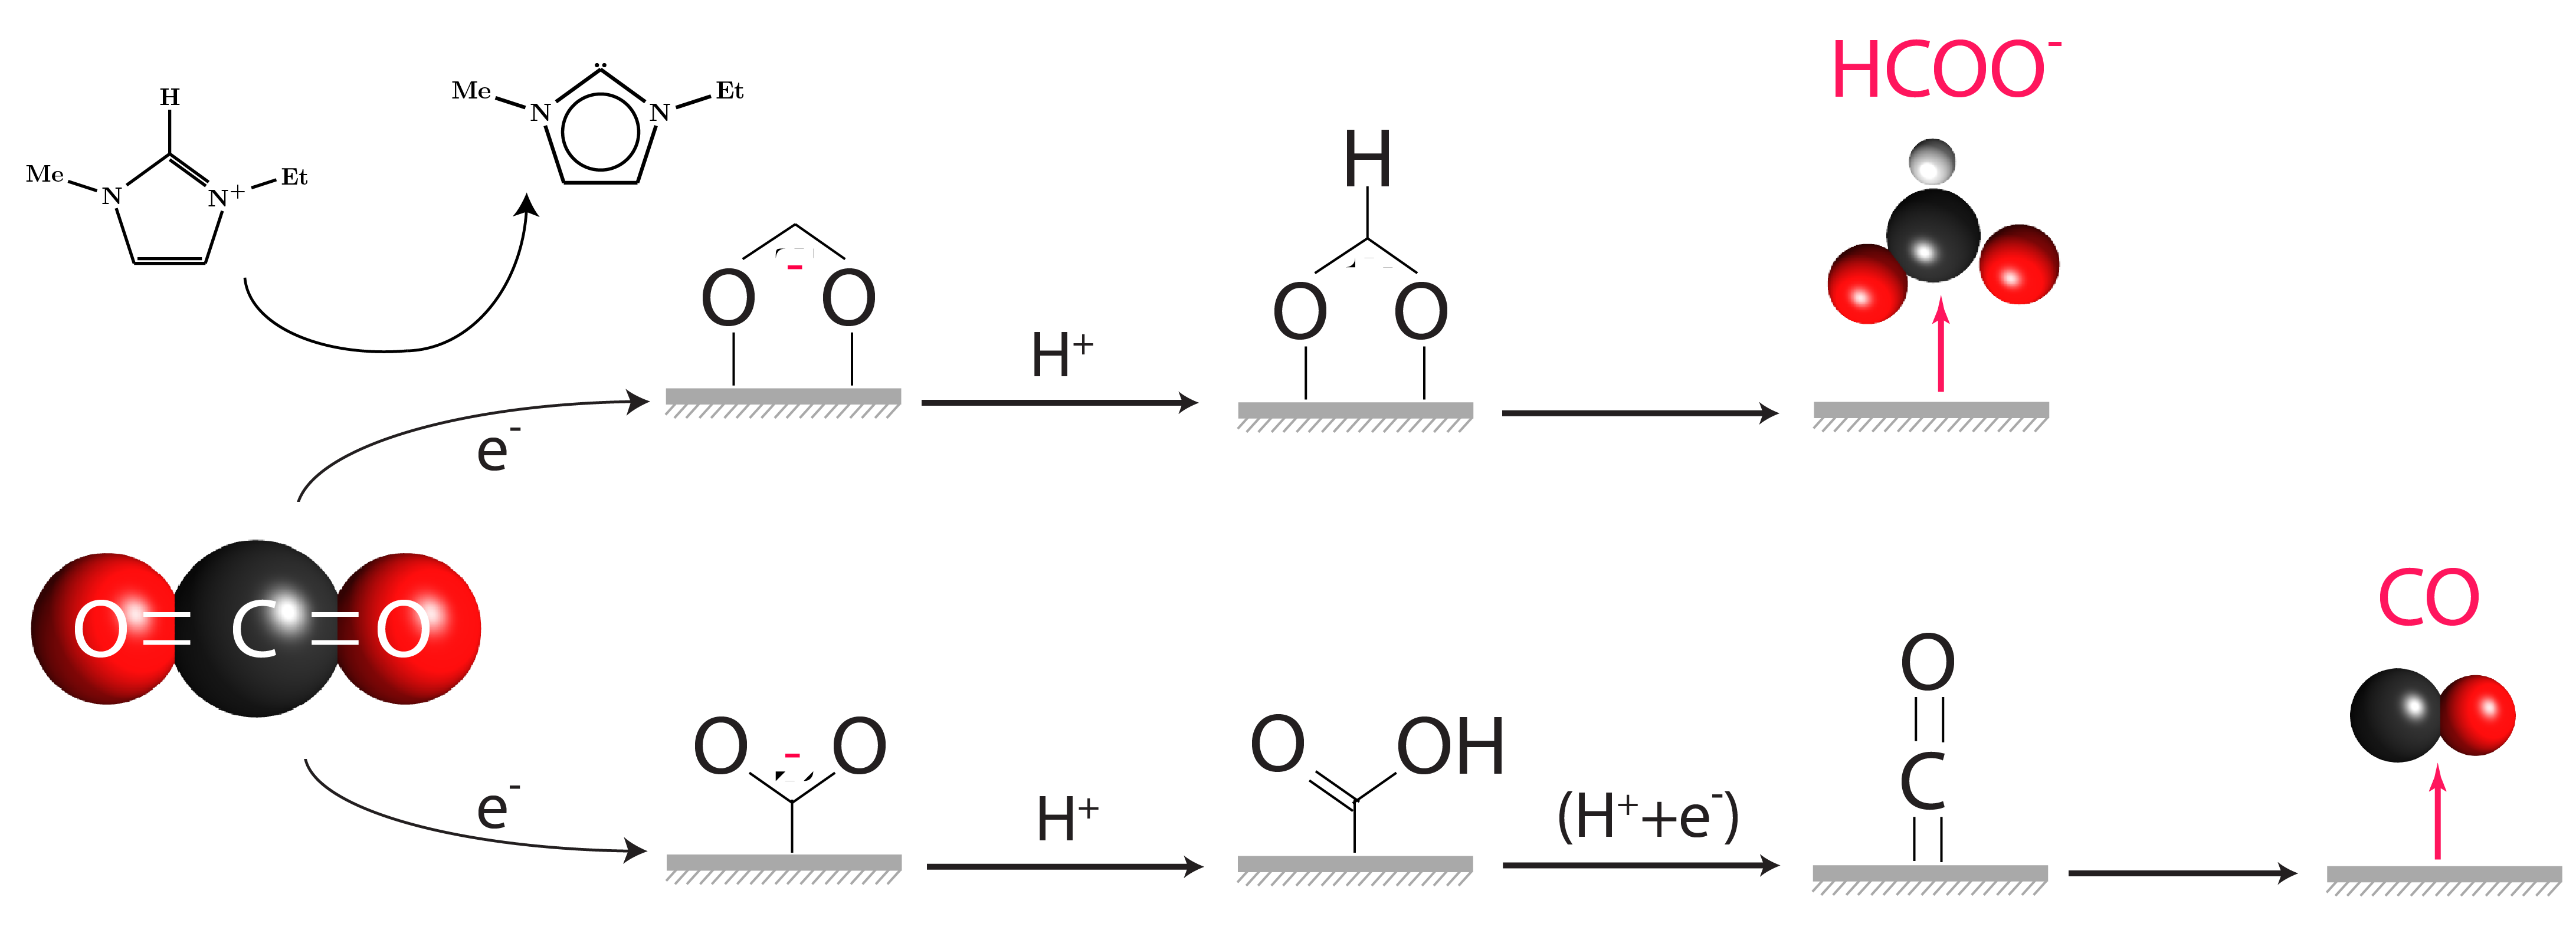 HCOO⁻
H
Me
N
N⁺
Et
Me
N
N
Et
H
O
O
-
O
O
H⁺
e⁻
O=C=O
CO
e⁻
O
O
-
H⁺
O
OH
(H⁺+e⁻)
O
C